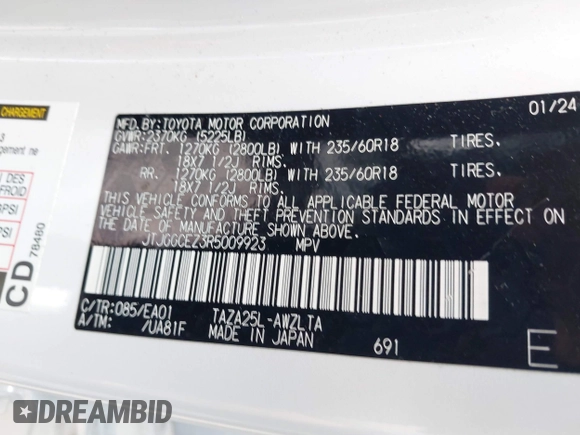 MFD.BY:TOYOTA MOTOR CORPORATION 01/24
GVWR:2370KG (5225LB)
GAWR:FRT. 1270KG (2800LB) WITH 235/60R18 TIRES.
18X7 1/2J RIMS.
RR. 1270KG (2800LB) WITH 235/60R18 TIRES.
18X7 1/2J RIMS.
THIS VEHICLE CONFORMS TO ALL APPLICABLE FEDERAL MOTOR
VEHICLE SAFETY AND THEFT PREVENTION STANDARDS IN EFFECT ON
THE DATE OF MANUFACTURE SHOWN ABOVE.
JTJGGCEZ3R5009923 MPV
C/TR:085/EA01 TAZA25L-AWZLTA
A/TM: /UA81F MADE IN JAPAN 691
E
CHARGEMENT
3
gement ne
DES
FROID
PSI
PSI
CD
78480
DREAMBID